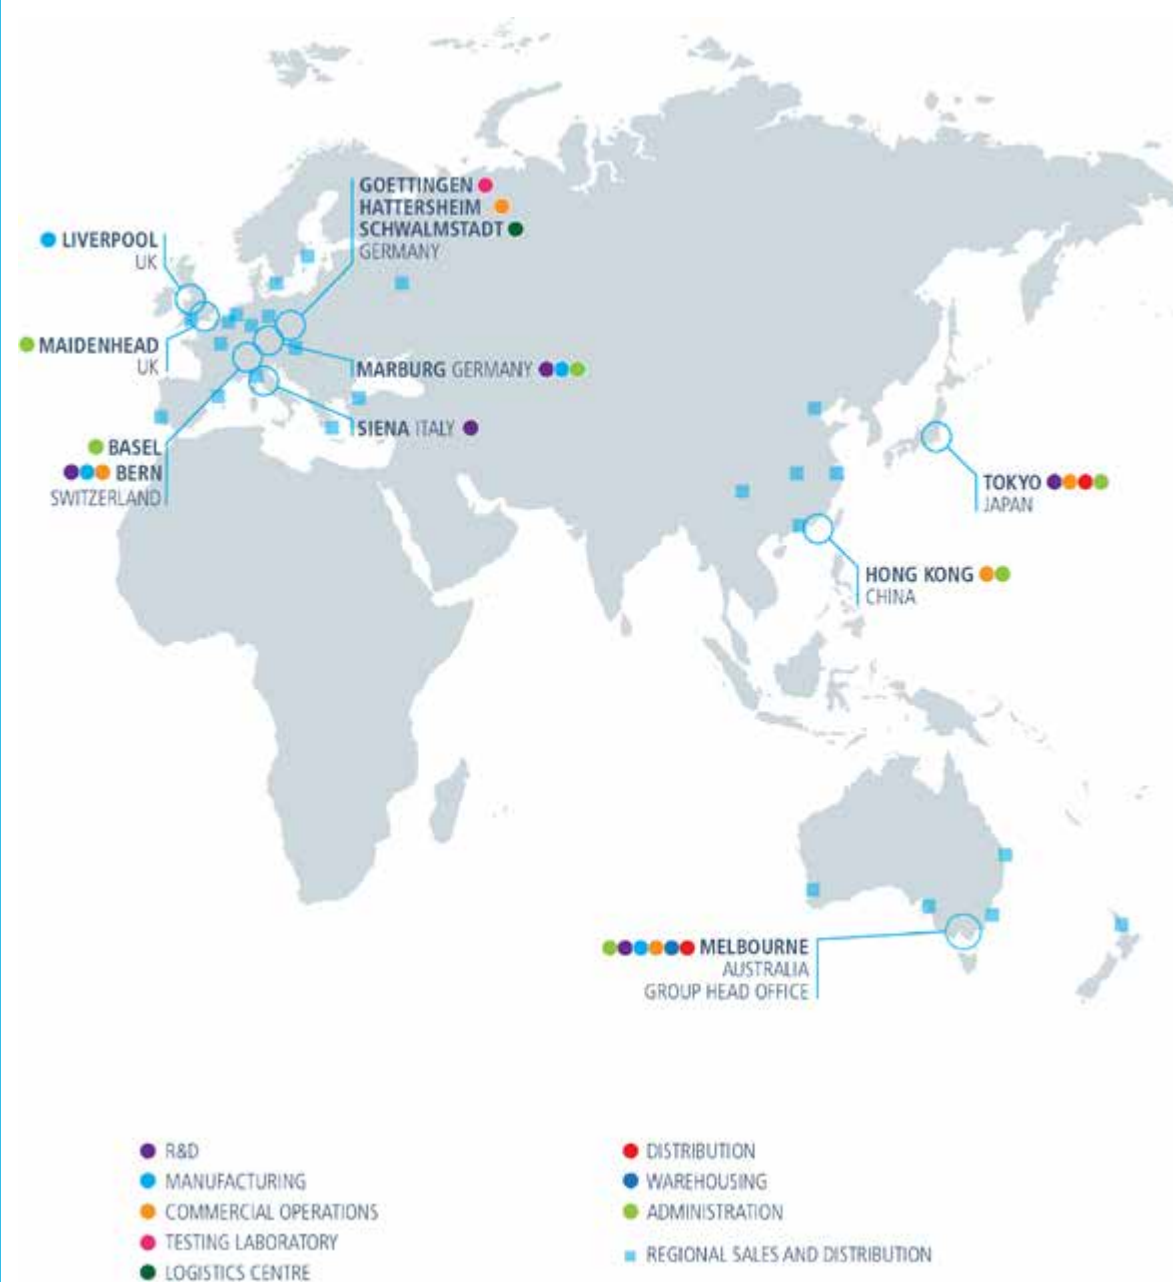 GOETTINGEN
HATTERSHEIM
SCHWALMSTADT
GERMANY
LIVERPOOL
UK
MAIDENHEAD
UK
MARBURG GERMANY
SIENA ITALY
BASEL
BERN
SWITZERLAND
TOKYO
JAPAN
HONG KONG
CHINA
MELBOURNE
AUSTRALIA
GROUP HEAD OFFICE
R&D
MANUFACTURING
COMMERCIAL OPERATIONS
TESTING LABORATORY
LOGISTICS CENTRE
DISTRIBUTION
WAREHOUSING
ADMINISTRATION
REGIONAL SALES AND DISTRIBUTION